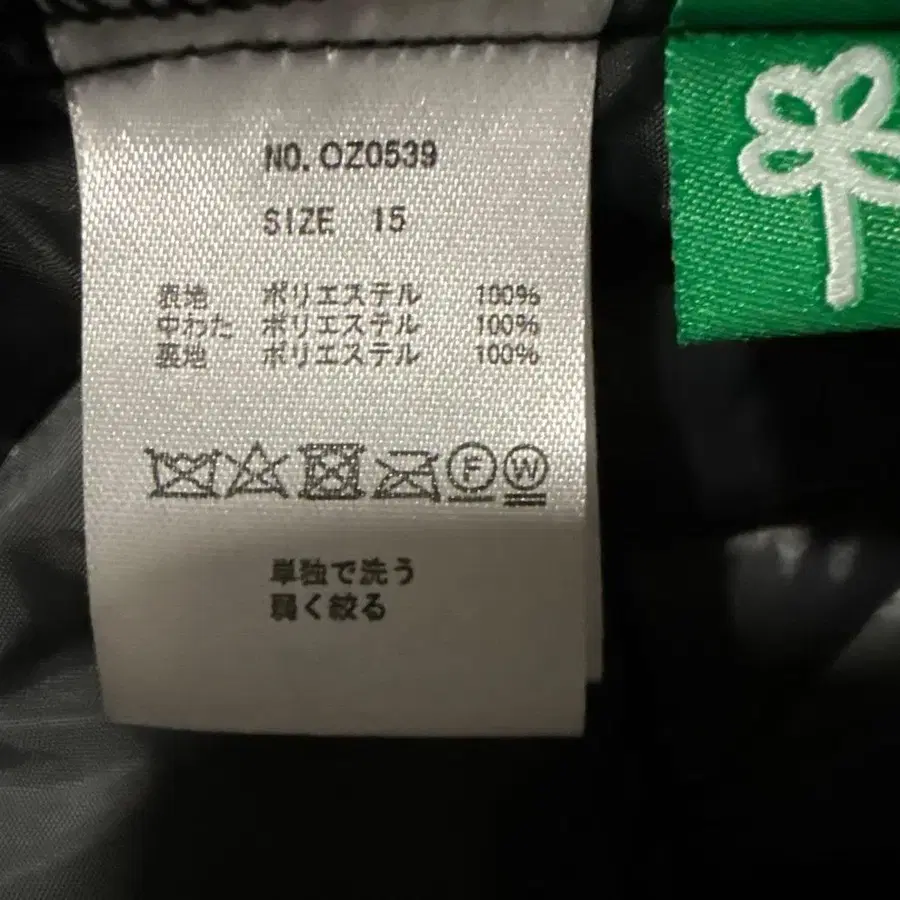 NO. OZ0539
SIZE 15
表地 ポリエステル 100%
中わた ポリエステル 100%
裏地 ポリエステル 100%
F W
単独で洗う
弱く絞る